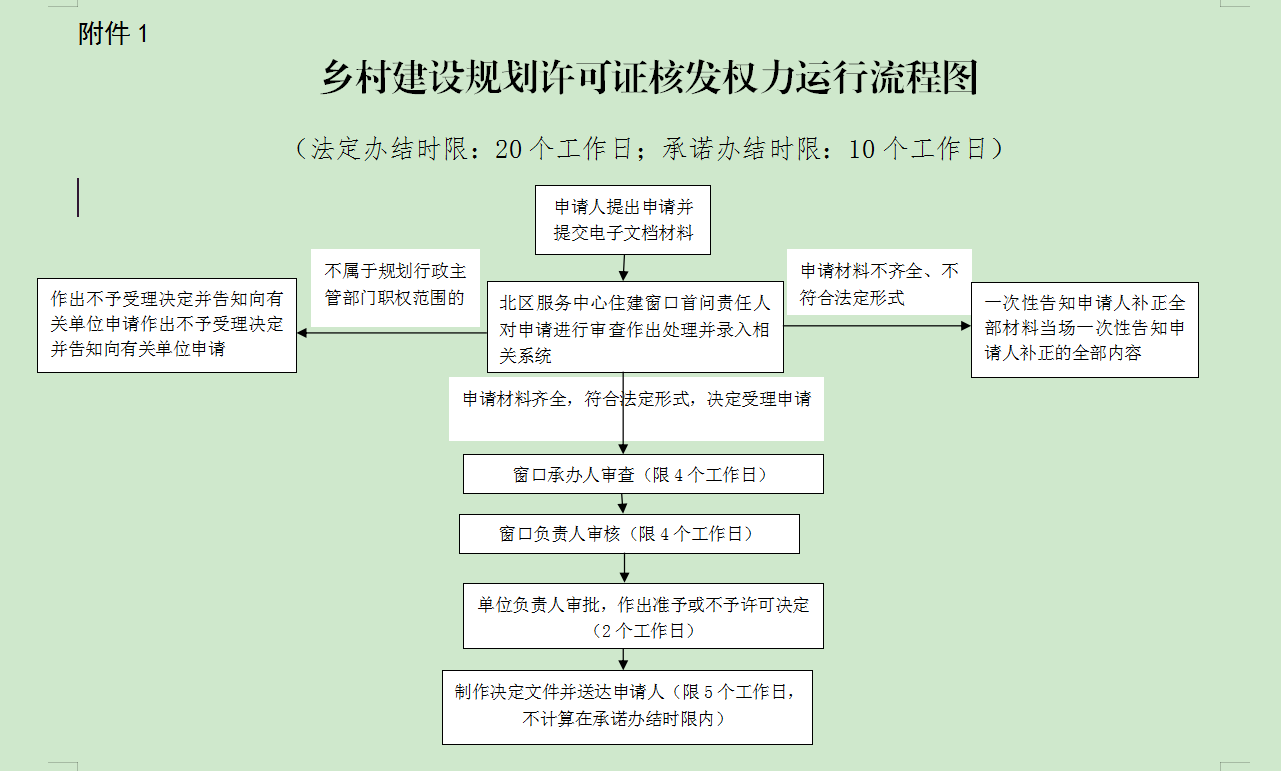 附件 1
乡村建设规划许可证核发权力运行流程图
（法定办结时限：20 个工作日；承诺办结时限：10 个工作日）
申请人提出申请并
提交电子文档材料
不属于规划行政主
管部门职权范围的
申请材料不齐全、不
符合法定形式
作出不予受理决定并告知向有
关单位申请作出不予受理决定
并告知向有关单位申请
北区服务中心住建窗口首问责任人
对申请进行审查作出处理并录入相
关系统
一次性告知申请人补正全
部材料当场一次性告知申
请人补正的全部内容
申请材料齐全，符合法定形式，决定受理申请
窗口承办人审查（限 4 个工作日）
窗口负责人审核（限 4 个工作日）
单位负责人审批，作出准予或不予许可决定
（2 个工作日）
制作决定文件并送达申请人（限 5 个工作日，
不计算在承诺办结时限内）